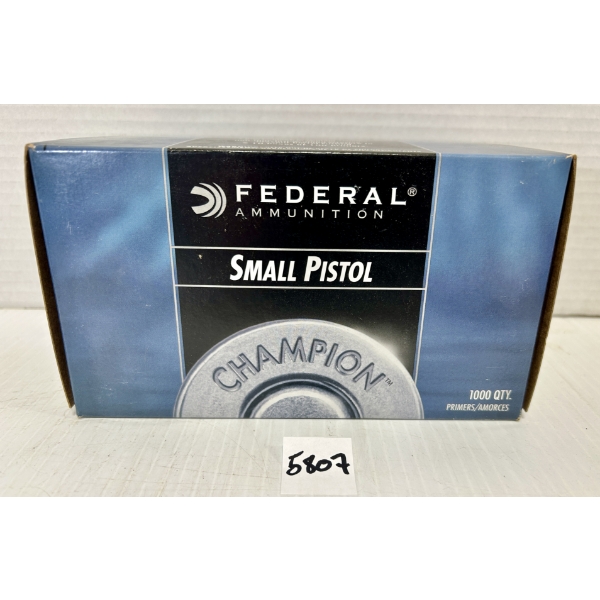 FEDERAL®
AMMUNITION
SMALL PISTOL
CHAMPION™
1000 QTY.
PRIMERS/AMORCES
5807